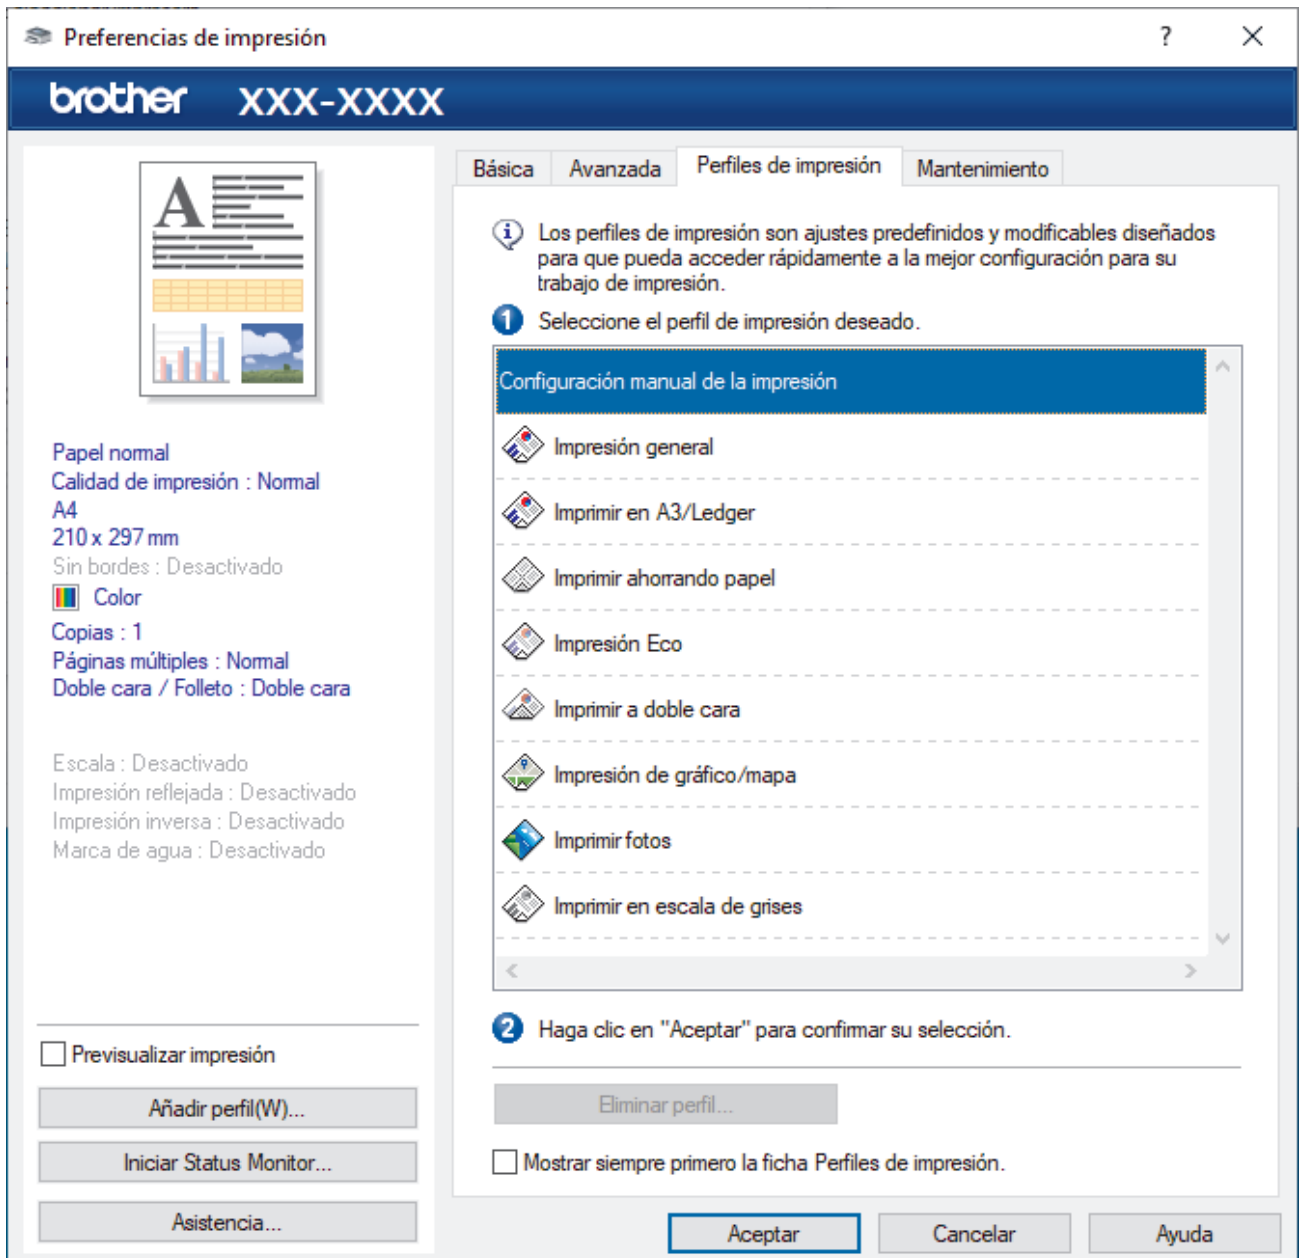 Preferencias de impresión
?
brother XXX-XXXX
A
Papel normal
Calidad de impresión : Normal
A4
210 x 297 mm
Sin bordes : Desactivado
Color
Copias : 1
Páginas múltiples : Normal
Doble cara / Folleto : Doble cara
Escala : Desactivado
Impresión reflejada : Desactivado
Impresión inversa : Desactivado
Marca de agua : Desactivado
Previsualizar impresión
Añadir perfil(W)...
Iniciar Status Monitor...
Asistencia...
Básica Avanzada Perfiles de impresión Mantenimiento
Los perfiles de impresión son ajustes predefinidos y modificables diseñados
para que pueda acceder rápidamente a la mejor configuración para su
trabajo de impresión.
1 Seleccione el perfil de impresión deseado.
Configuración manual de la impresión
Impresión general
Imprimir en A3/Ledger
Imprimir ahorrando papel
Impresión Eco
Imprimir a doble cara
Impresión de gráfico/mapa
Imprimir fotos
Imprimir en escala de grises
2 Haga clic en "Aceptar" para confirmar su selección.
Eliminar perfil...
Mostrar siempre primero la ficha Perfiles de impresión.
Aceptar Cancelar Ayuda